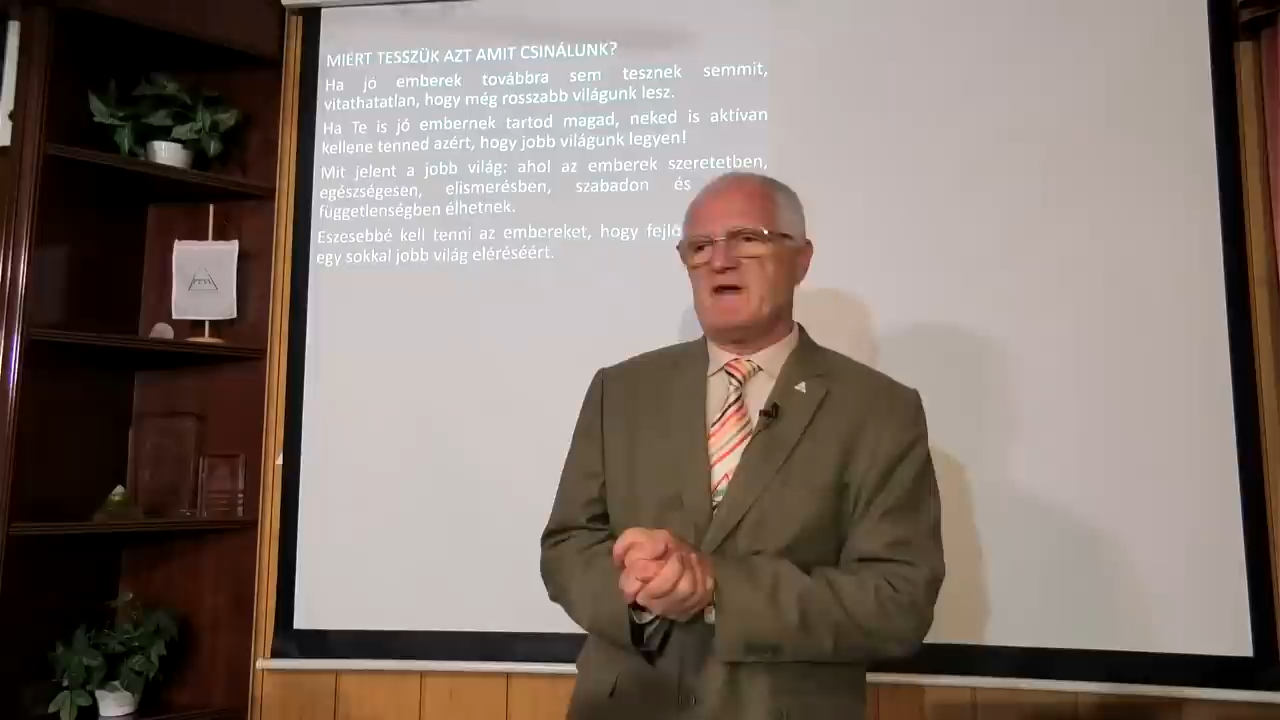 MIÉRT TESSZÜK AZT AMIT CSINÁLUNK?
Ha jó emberek továbbra sem tesznek semmit,
vitathatatlan, hogy még rosszabb világunk lesz.
Ha Te is jó embernek tartod magad, neked is aktívan
kellene tenned azért, hogy jobb világunk legyen!
Mit jelent a jobb világ: ahol az emberek szeretetben,
egészségesen, elismerésben, szabadon és
függetlenségben élhetnek.
Eszesebbé kell tenni az embereket, hogy fejlő
egy sokkal jobb világ eléréséért.